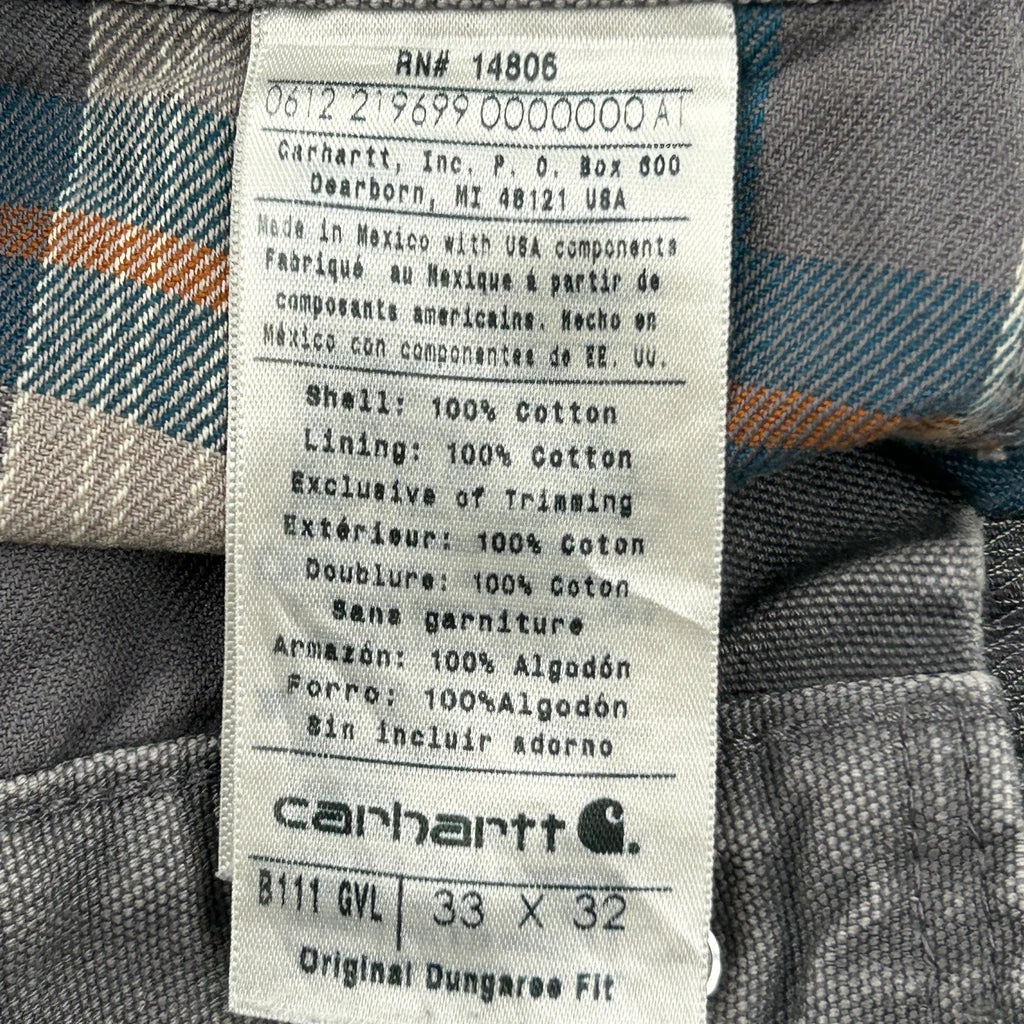 RN# 14806
0612 219699 0000000 AT
Carhartt, Inc. P. O. Box 600
Dearborn, MI 48121 USA
Made in Mexico with USA components
Fabriqué au Mexique à partir de
composants americains. Hecho en
México con componentes de EE. UU.
Shell: 100% Cotton
Lining: 100% Cotton
Exclusive of Trimming
Extérieur: 100% Coton
Doublure: 100% Coton
Sans garniture
Armazón: 100% Algodón
Forro: 100%Algodón
Sin incluir adorno
carhartt
B111 GVL 33 X 32
Original Dungaree Fit